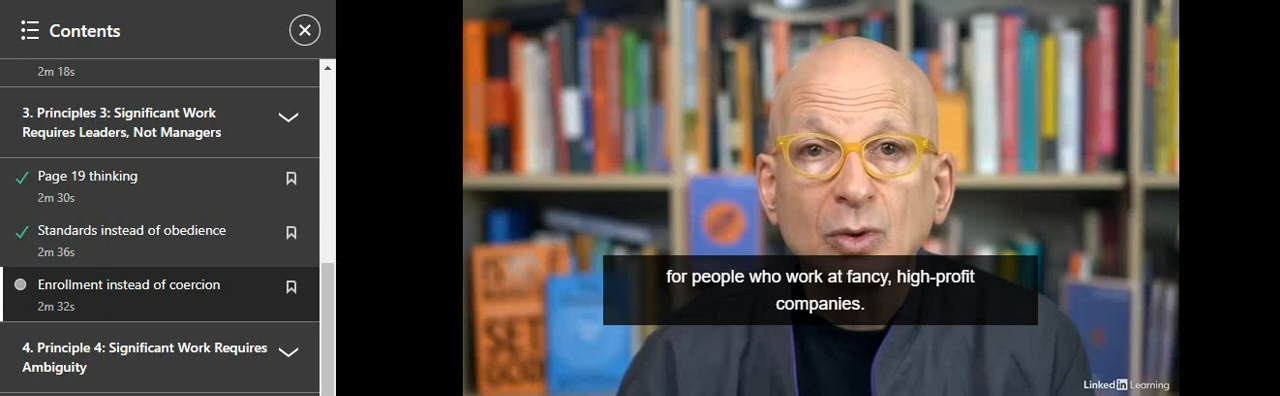 Contents
2m 18s
3. Principles 3: Significant Work
Requires Leaders, Not Managers
Page 19 thinking
2m 30s
Standards instead of obedience
2m 36s
Enrollment instead of coercion
2m 32s
4. Principle 4: Significant Work Requires
Ambiguity
for people who work at fancy, high-profit
companies.
LinkedIn Learning